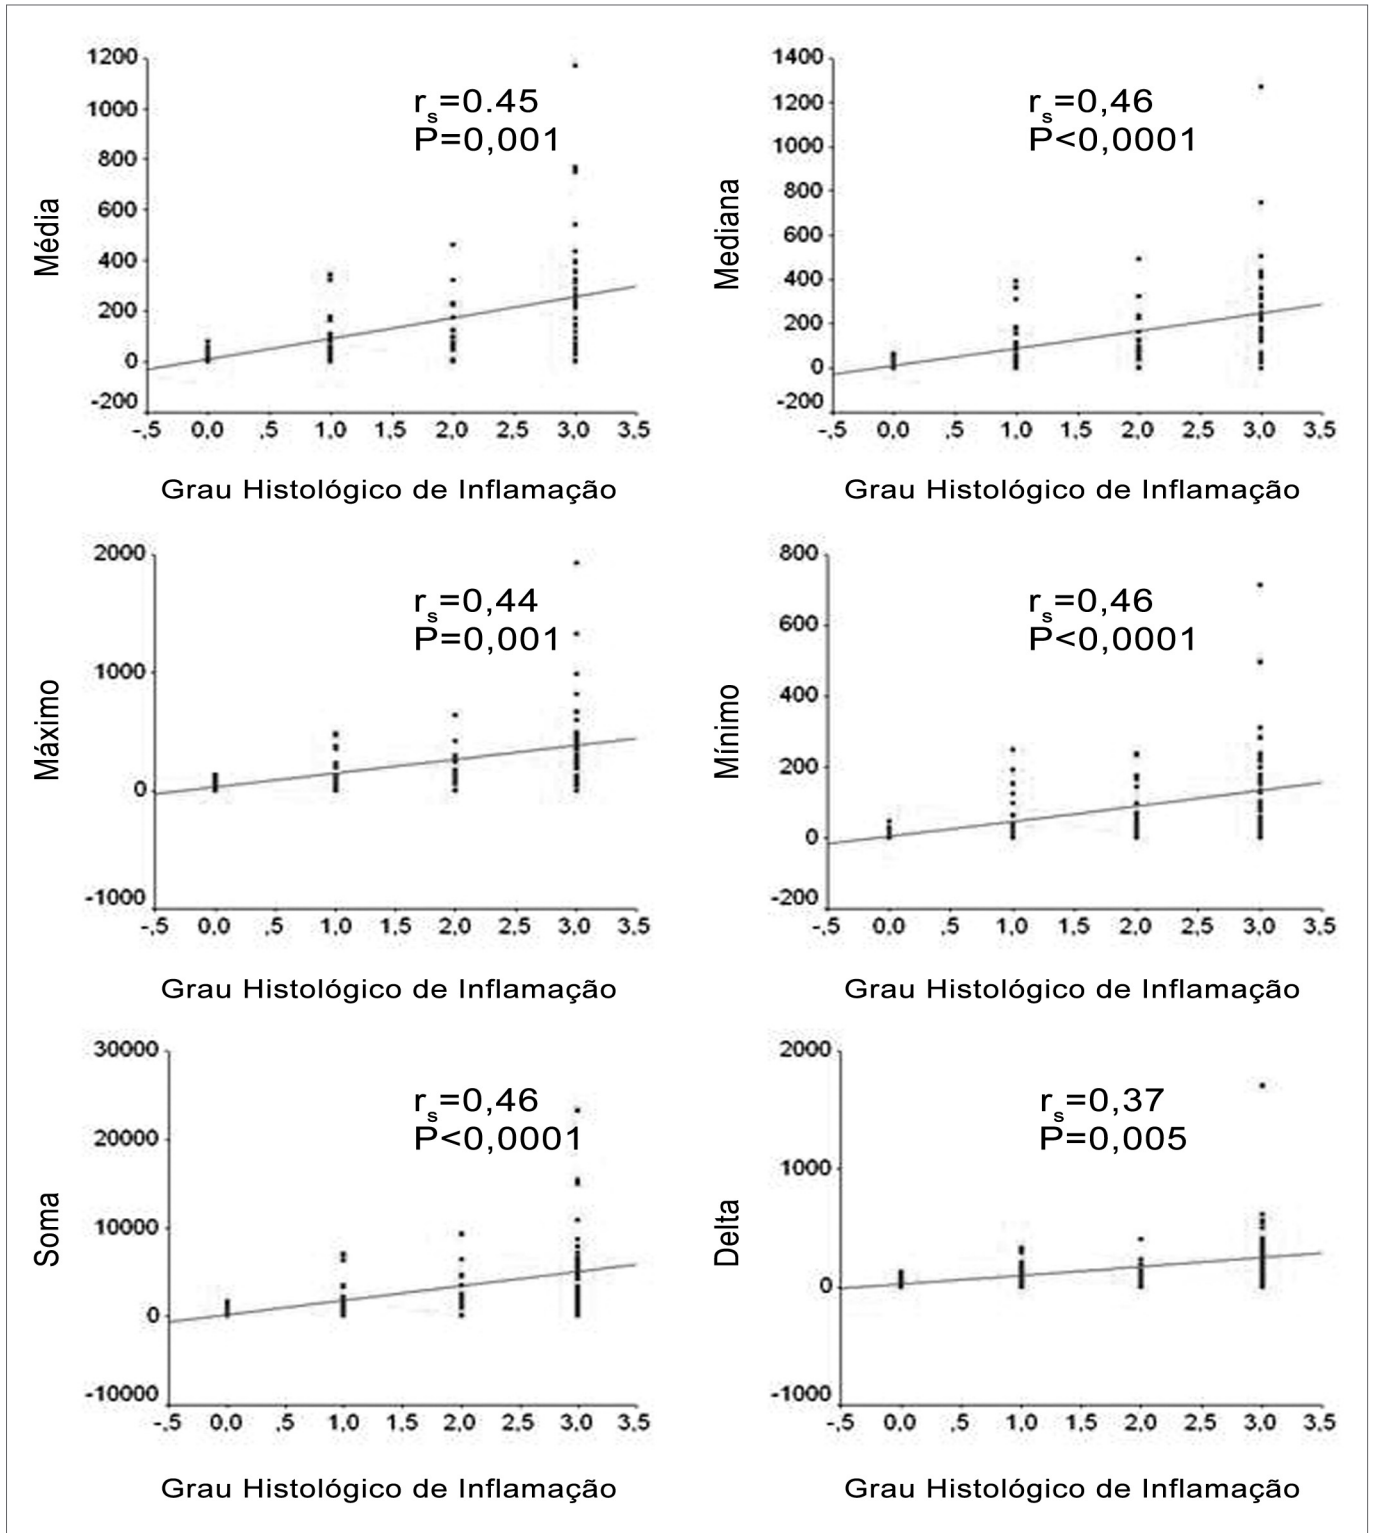 1200
1000
800
600
400
200
0
-200
Média
r_s=0.45
P=0,001
-,5 0,0 ,5 1,0 1,5 2,0 2,5 3,0 3,5
Grau Histológico de Inflamação
1400
1200
1000
800
600
400
200
0
-200
Mediana
r_s=0,46
P<0,0001
-,5 0,0 ,5 1,0 1,5 2,0 2,5 3,0 3,5
Grau Histológico de Inflamação
2000
1000
0
-1000
Máximo
r_s=0,44
P=0,001
-,5 0,0 ,5 1,0 1,5 2,0 2,5 3,0 3,5
Grau Histológico de Inflamação
800
600
400
200
0
-200
Mínimo
r_s=0,46
P<0,0001
-,5 0,0 ,5 1,0 1,5 2,0 2,5 3,0 3,5
Grau Histológico de Inflamação
30000
20000
10000
0
-10000
Soma
r_s=0,46
P<0,0001
-,5 0,0 ,5 1,0 1,5 2,0 2,5 3,0 3,5
Grau Histológico de Inflamação
2000
1000
0
-1000
Delta
r_s=0,37
P=0,005
-,5 0,0 ,5 1,0 1,5 2,0 2,5 3,0 3,5
Grau Histológico de Inflamação